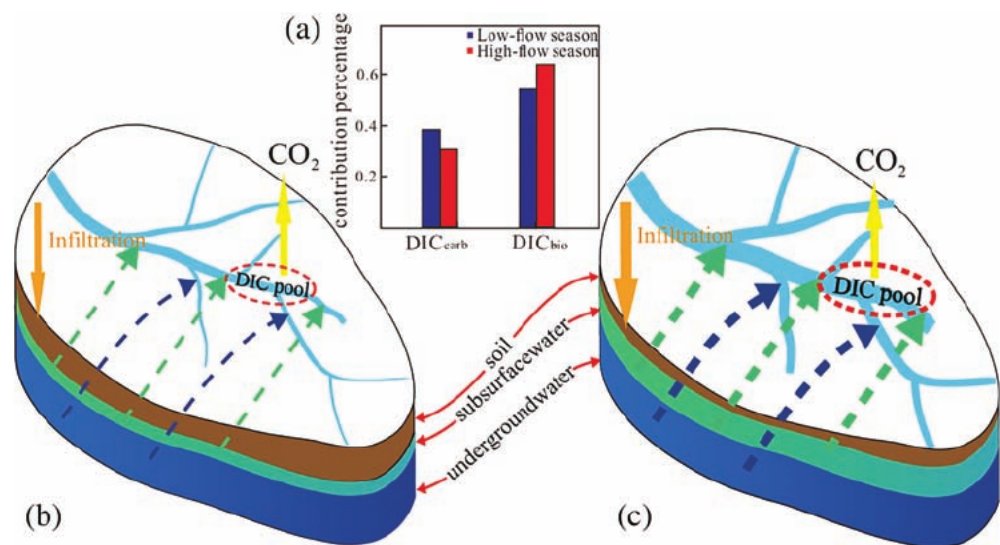 (a)
contribution percentage
0.6
0.4
0.2
Low-flow season
High-flow season
DICcarb
DICbio
CO2
Infiltration
DIC pool
(b)
soil
subsurfacewater
undergroundwater
CO2
Infiltration
DIC pool
(c)